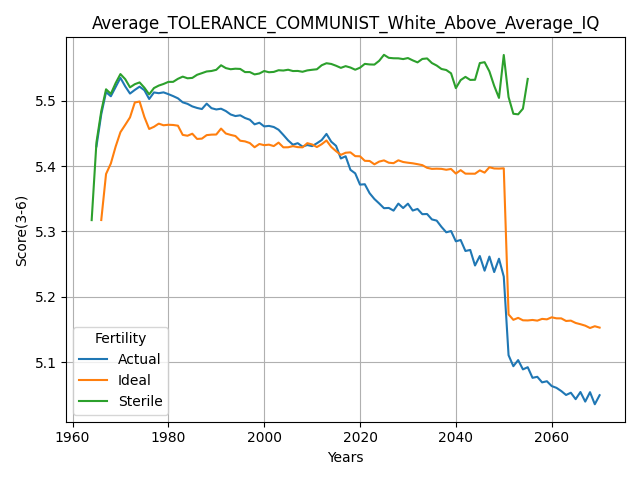 Average_TOLERANCE_COMMUNIST_White_Above_Average_IQ
Score(3-6)
5.5
5.4
5.3
5.2
5.1
Fertility
Actual
Ideal
Sterile
1960
1980
2000
2020
2040
2060
Years